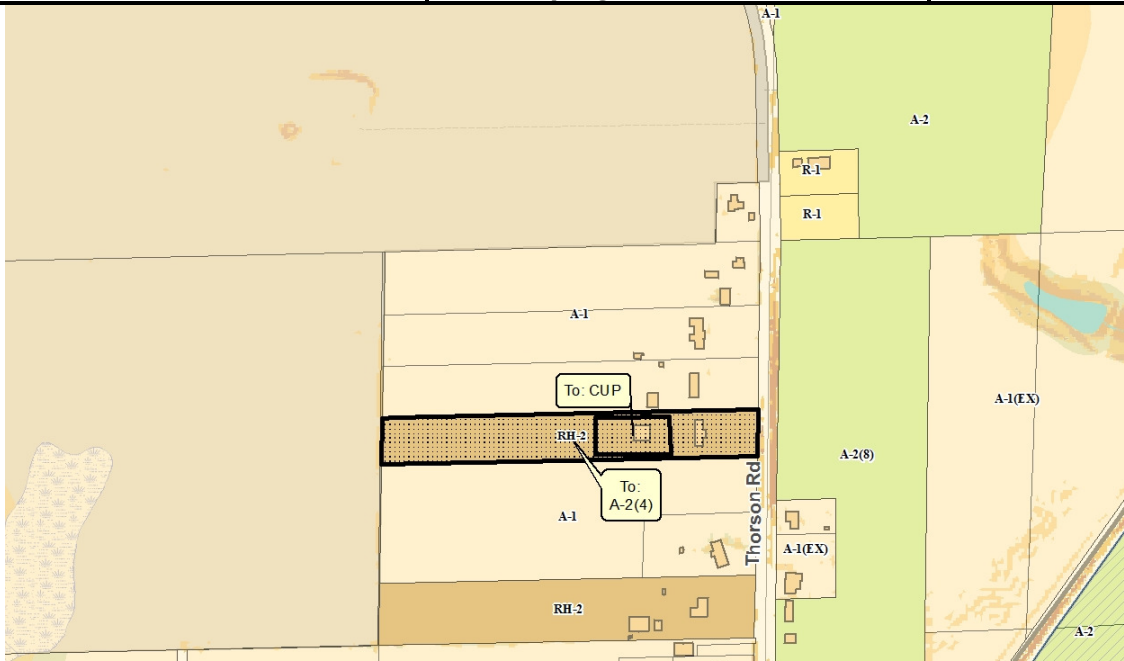 A-1
A-2
R-1
R-1
A-1
To: CUP
A-1(EX)
RH-2
A-2(8)
To:
A-2(4)
Thorson Rd
A-1
A-1(EX)
RH-2
A-2